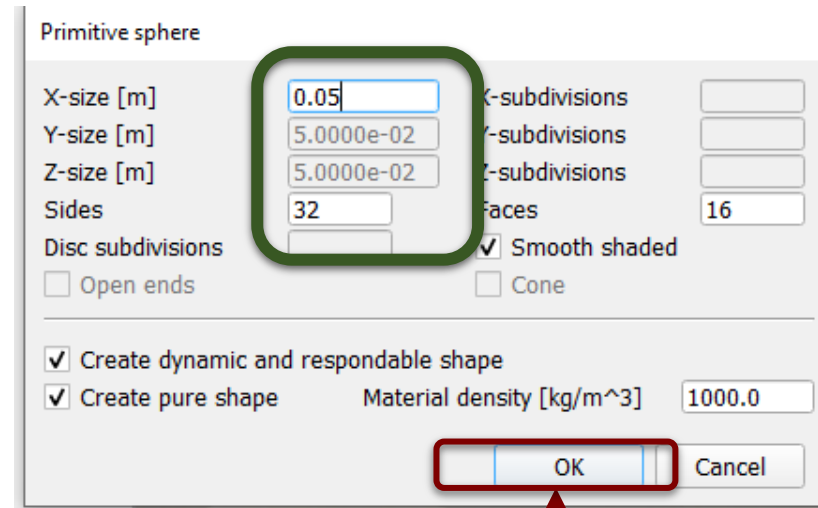 Primitive sphere
X-size [m] 0.05 X-subdivisions
Y-size [m] 5.0000e-02 Y-subdivisions
Z-size [m] 5.0000e-02 Z-subdivisions
Sides 32 Faces 16
Disc subdivisions Smooth shaded
Open ends Cone
Create dynamic and respondable shape
Create pure shape Material density [kg/m^3] 1000.0
OK Cancel